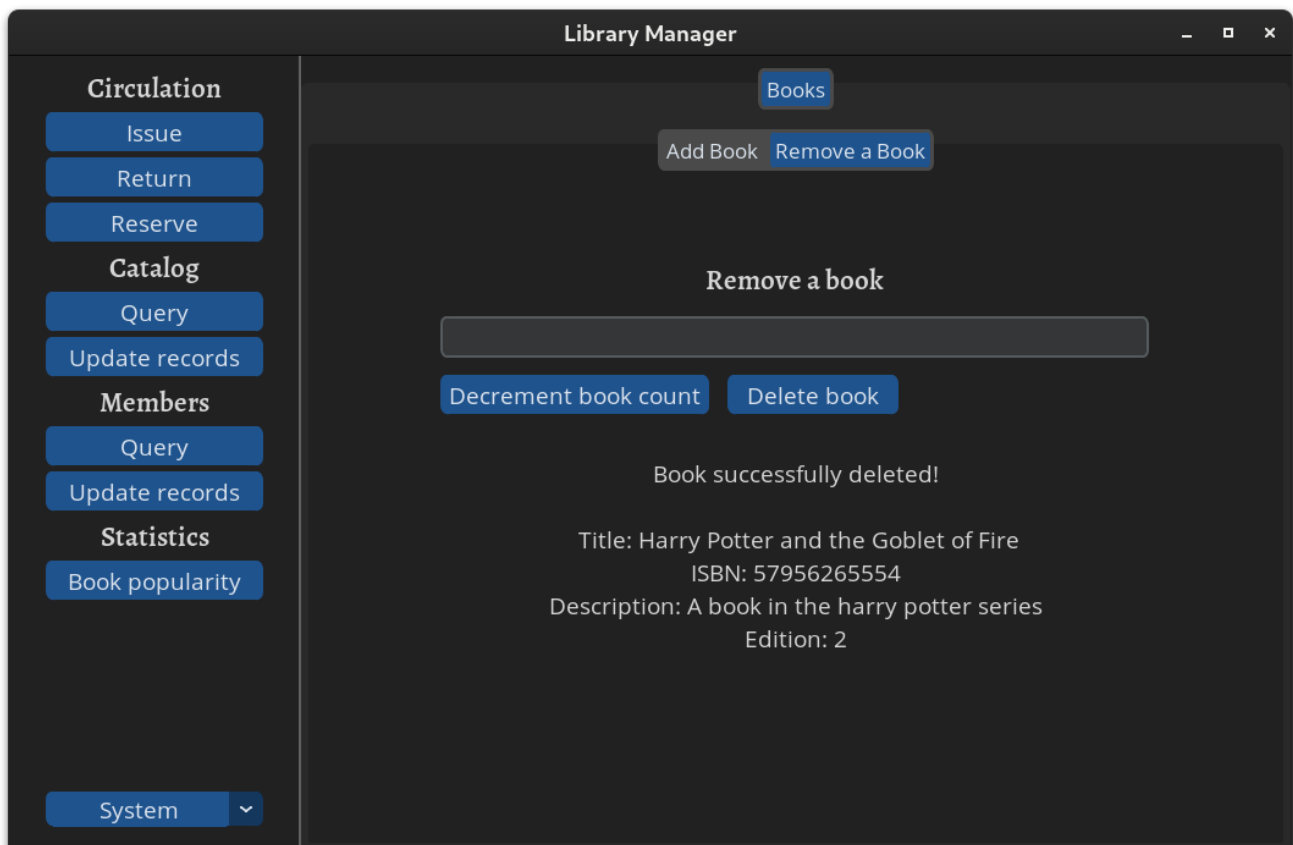 Library Manager
Circulation
Issue
Return
Reserve
Catalog
Query
Update records
Members
Query
Update records
Statistics
Book popularity
System
Books
Add Book Remove a Book
Remove a book
Decrement book count Delete book
Book successfully deleted!
Title: Harry Potter and the Goblet of Fire
ISBN: 57956265554
Description: A book in the harry potter series
Edition: 2